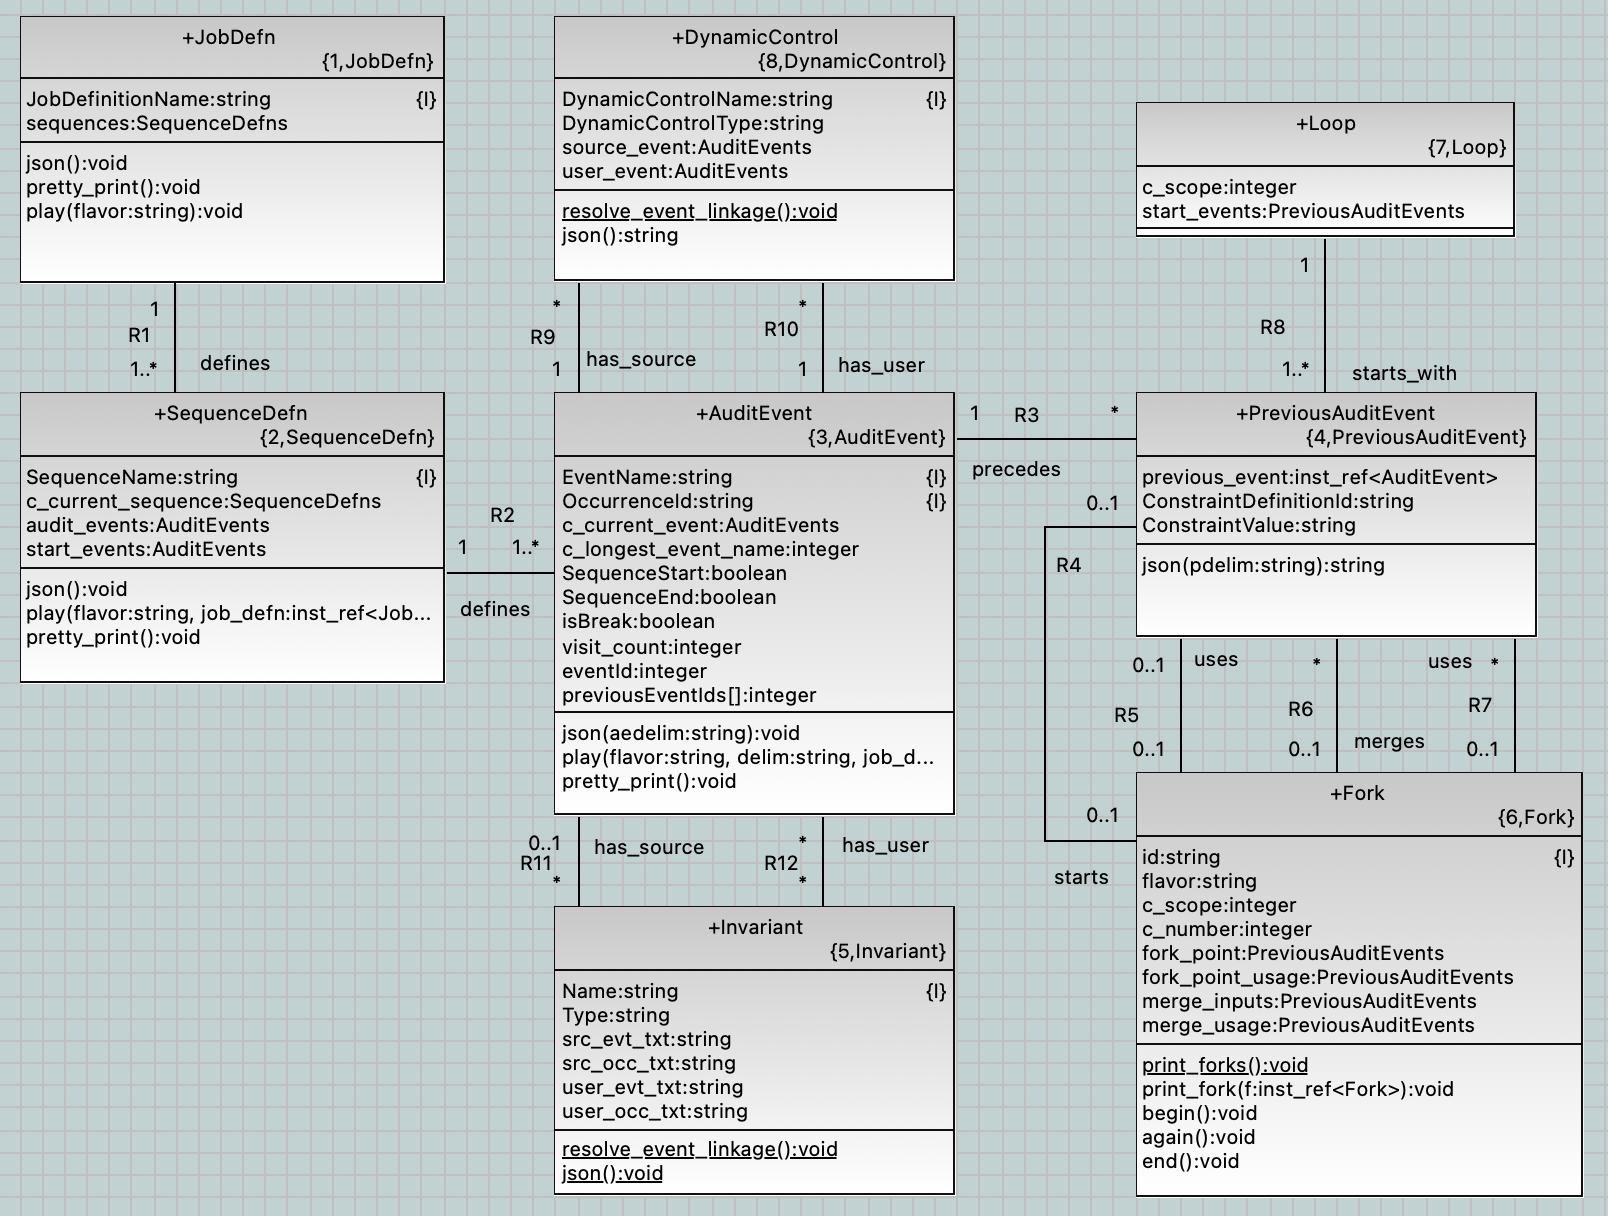 +JobDefn
{1,JobDefn}
JobDefinitionName:string {I}
sequences:SequenceDefns
json():void
pretty_print():void
play(flavor:string):void
+DynamicControl
{8,DynamicControl}
DynamicControlName:string {I}
DynamicControlType:string
source_event:AuditEvents
user_event:AuditEvents
resolve_event_linkage():void
json():string
+Loop
{7,Loop}
c_scope:integer
start_events:PreviousAuditEvents
1
R1
1..*
defines
*
R9
1
has_source
*
R10
1
has_user
1
R8
1..*
starts_with
+SequenceDefn
{2,SequenceDefn}
SequenceName:string {I}
c_current_sequence:SequenceDefns
audit_events:AuditEvents
start_events:AuditEvents
json():void
play(flavor:string, job_defn:inst_ref<Job...
pretty_print():void
R2
1 1..*
defines
+AuditEvent
{3,AuditEvent}
EventName:string {I}
OccurrenceId:string {I}
c_current_event:AuditEvents
c_longest_event_name:integer
SequenceStart:boolean
SequenceEnd:boolean
isBreak:boolean
visit_count:integer
eventId:integer
previousEventIds[]:integer
json(aedelim:string):void
play(flavor:string, delim:string, job_d...
pretty_print():void
1 R3 *
precedes
+PreviousAuditEvent
{4,PreviousAuditEvent}
previous_event:inst_ref<AuditEvent>
ConstraintDefinitionId:string
ConstraintValue:string
json(pdelim:string):string
0..1
R4
0..1
starts
0..1
uses
R5
0..1
*
R6
0..1
merges
uses *
R7
0..1
0..1
R11
*
has_source
*
R12
*
has_user
+Invariant
{5,Invariant}
Name:string {I}
Type:string
src_evt_txt:string
src_occ_txt:string
user_evt_txt:string
user_occ_txt:string
resolve_event_linkage():void
json():void
+Fork
{6,Fork}
id:string {I}
flavor:string
c_scope:integer
c_number:integer
fork_point:PreviousAuditEvents
fork_point_usage:PreviousAuditEvents
merge_inputs:PreviousAuditEvents
merge_usage:PreviousAuditEvents
print_forks():void
print_fork(f:inst_ref<Fork>):void
begin():void
again():void
end():void